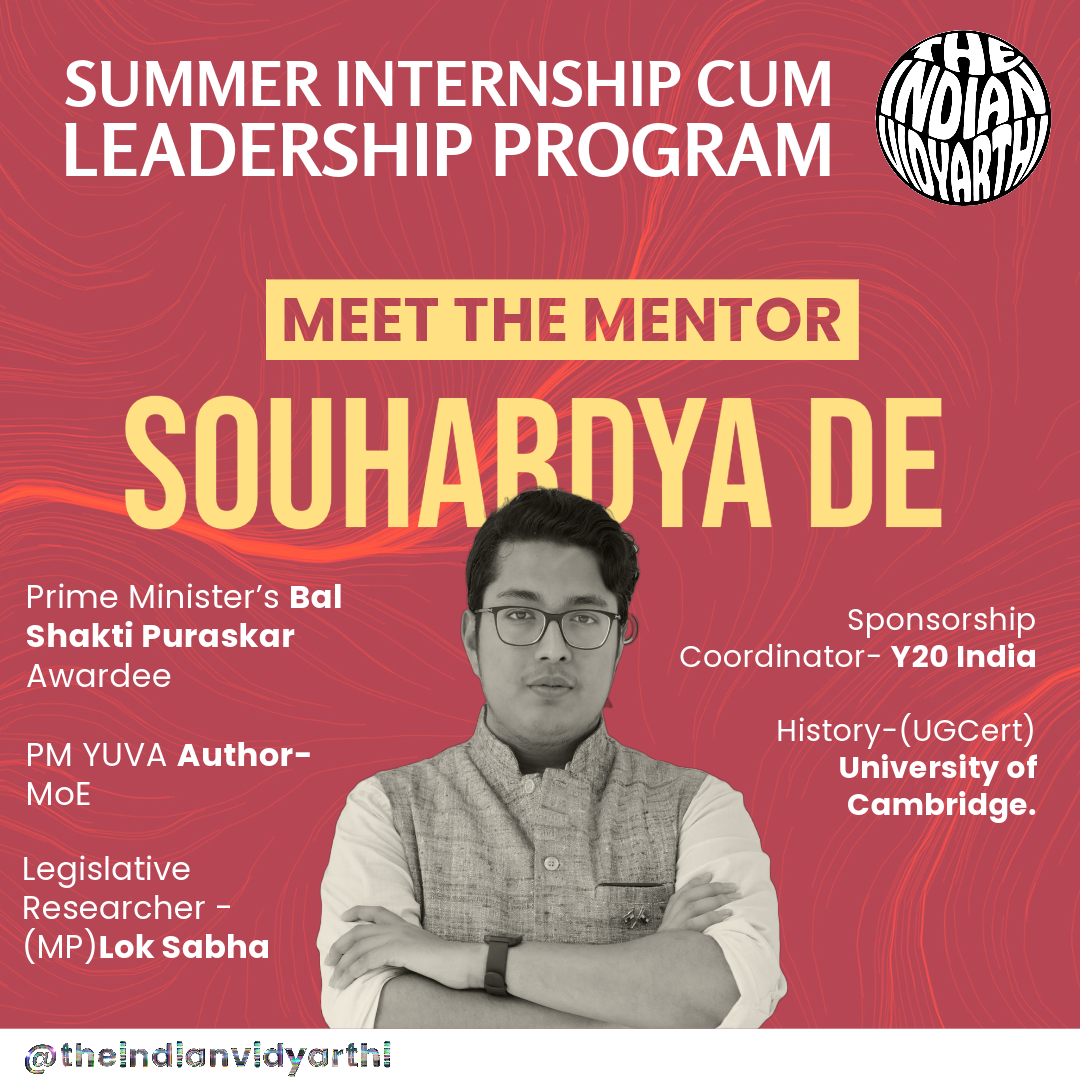 SUMMER INTERNSHIP CUM
LEADERSHIP PROGRAM
THE
INDIAN
VIDYARTHI
MEET THE MENTOR
SOUHARDYA DE
Prime Minister's Bal
Shakti Puraskar
Awardee
PM YUVA Author-
MoE
Legislative
Researcher -
(MP)Lok Sabha
Sponsorship
Coordinator- Y20 India
History-(UGCert)
University of
Cambridge.
@theindianvidyarthi